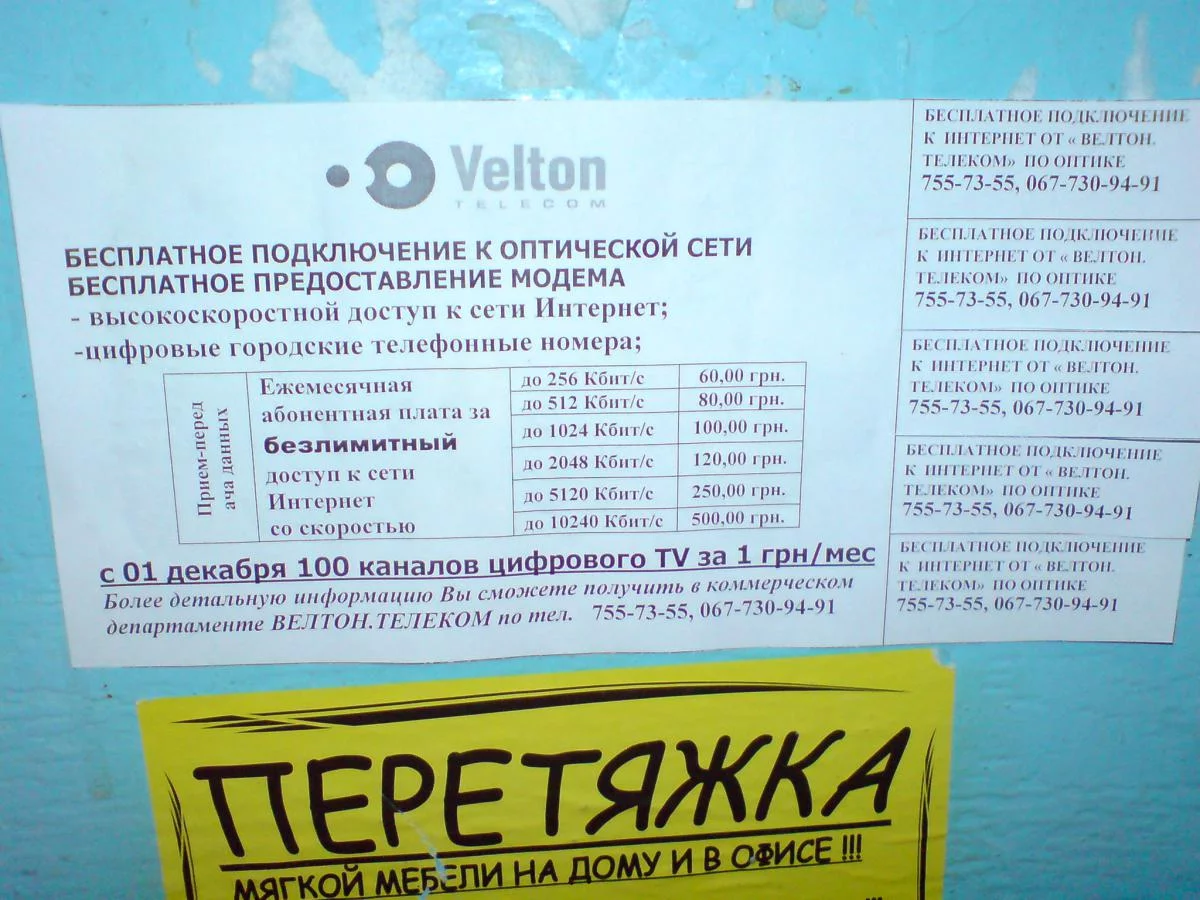 Velton
TELECOM
БЕСПЛАТНОЕ ПОДКЛЮЧЕНИЕ К ОПТИЧЕСКОЙ СЕТИ
БЕСПЛАТНОЕ ПРЕДОСТАВЛЕНИЕ МОДЕМА
- высокоскоростной доступ к сети Интернет;
-цифровые городские телефонные номера;
Прием-перед
ача данных
Ежемесячная
абонентная плата за
безлимитный
доступ к сети
Интернет
со скоростью
до 256 Кбит/с 60,00 грн.
до 512 Кбит/с 80,00 грн.
до 1024 Кбит/с 100,00 грн.
до 2048 Кбит/с 120,00 грн.
до 5120 Кбит/с 250,00 грн.
до 10240 Кбит/с 500,00 грн.
с 01 декабря 100 каналов цифрового TV за 1 грн/мес
Более детальную информацию Вы сможете получить в коммерческом
департаменте ВЕЛТОН.ТЕЛЕКОМ по тел. 755-73-55, 067-730-94-91
БЕСПЛАТНОЕ ПОДКЛЮЧЕНИЕ
К ИНТЕРНЕТ ОТ « ВЕЛТОН.
ТЕЛЕКОМ» ПО ОПТИКЕ
755-73-55, 067-730-94-91
БЕСПЛАТНОЕ ПОДКЛЮЧЕНИЕ
К ИНТЕРНЕТ ОТ « ВЕЛТОН.
ТЕЛЕКОМ» ПО ОПТИКЕ
755-73-55, 067-730-94-91
БЕСПЛАТНОЕ ПОДКЛЮЧЕНИЕ
К ИНТЕРНЕТ ОТ « ВЕЛТОН.
ТЕЛЕКОМ» ПО ОПТИКЕ
755-73-55, 067-730-94-91
БЕСПЛАТНОЕ ПОДКЛЮЧЕНИЕ
К ИНТЕРНЕТ ОТ « ВЕЛТОН.
ТЕЛЕКОМ» ПО ОПТИКЕ
755-73-55, 067-730-94-91
БЕСПЛАТНОЕ ПОДКЛЮЧЕНИЕ
К ИНТЕРНЕТ ОТ « ВЕЛТОН.
ТЕЛЕКОМ» ПО ОПТИКЕ
755-73-55, 067-730-94-91
ПЕРЕТЯЖКА
МЯГКОЙ МЕБЕЛИ НА ДОМУ И В ОФИСЕ !!!